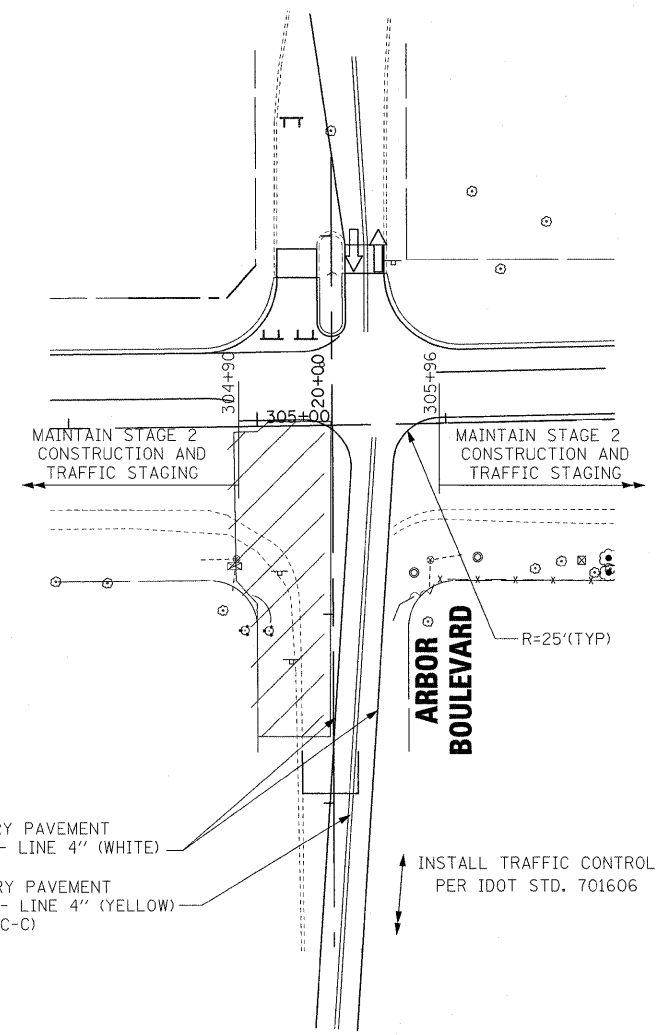 304+90
20+00
305+96
305+00
MAINTAIN STAGE 2
CONSTRUCTION AND
TRAFFIC STAGING
MAINTAIN STAGE 2
CONSTRUCTION AND
TRAFFIC STAGING
R=25'(TYP)
ARBOR
BOULEVARD
RY PAVEMENT
- LINE 4" (WHITE)
RY PAVEMENT
- LINE 4" (YELLOW)
C-C)
INSTALL TRAFFIC CONTROL
PER IDOT STD. 701606